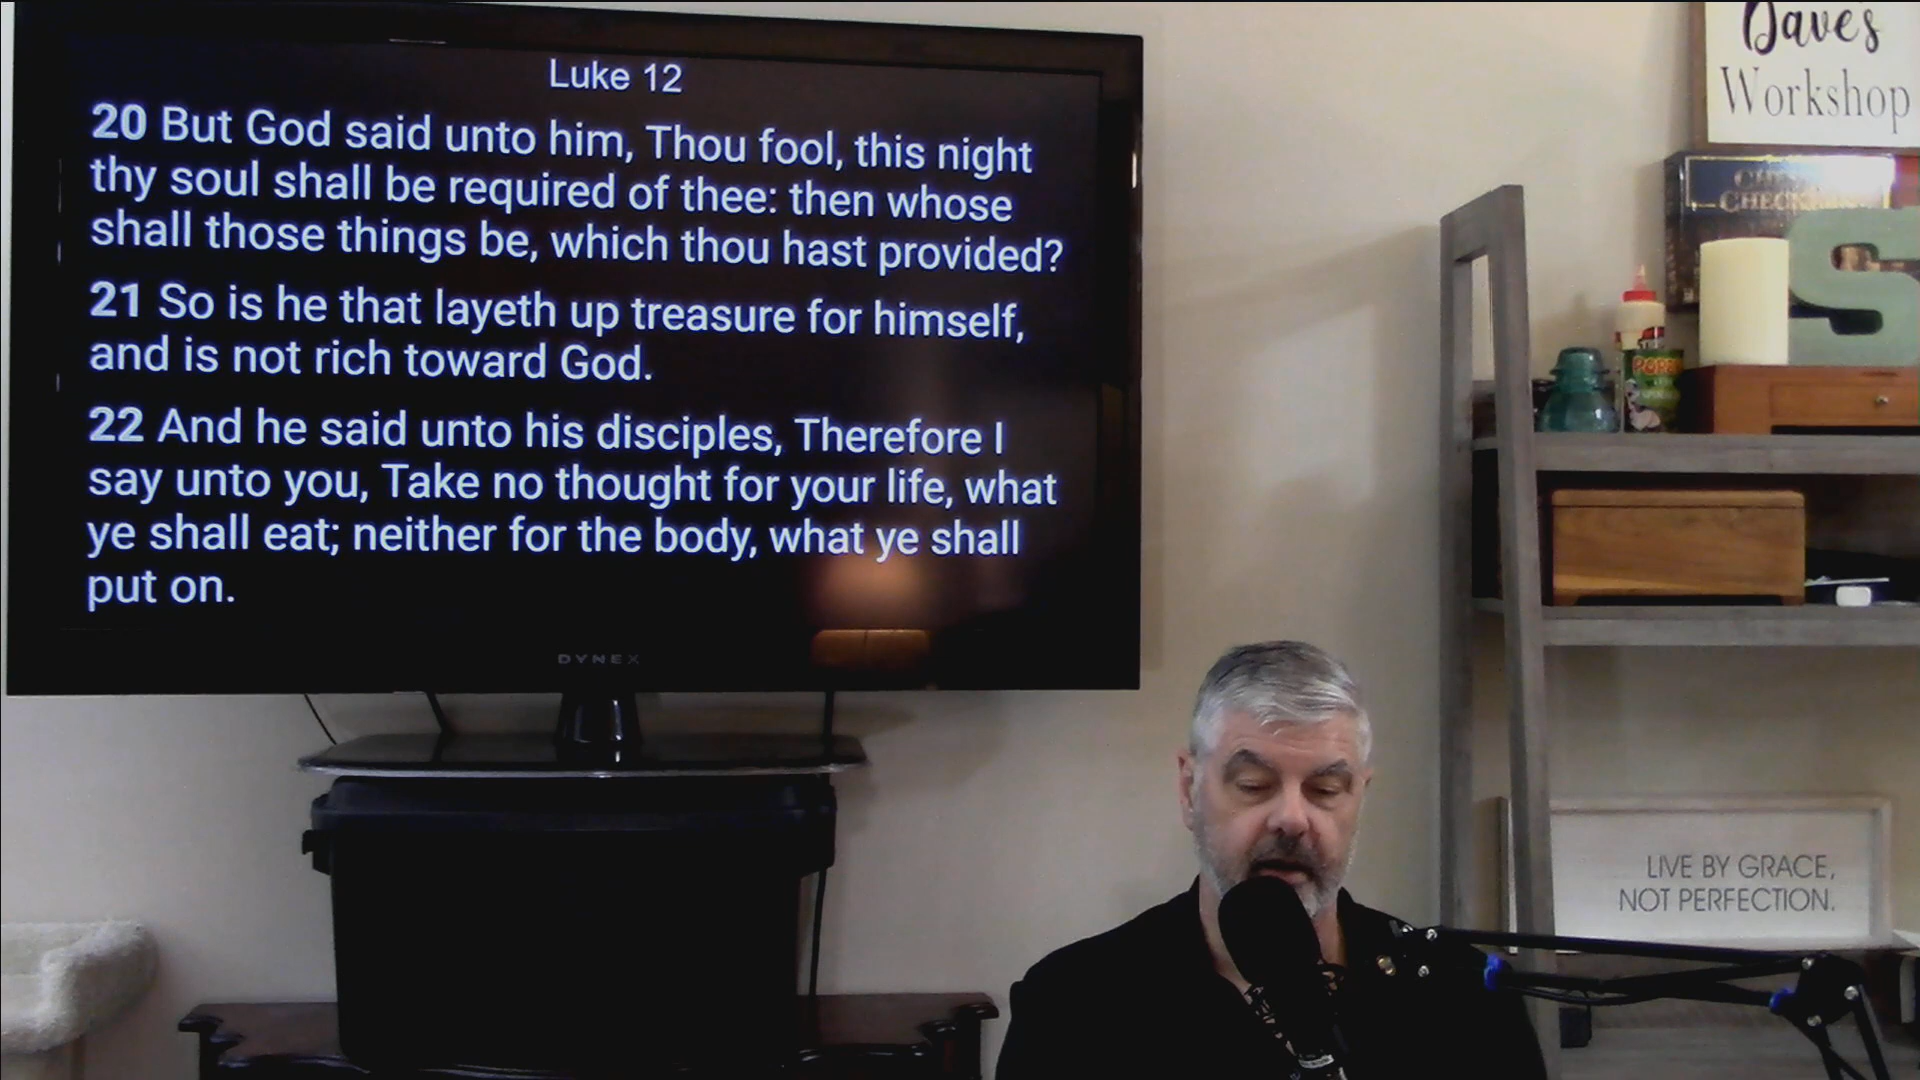 Luke 12
20 But God said unto him, Thou fool, this night
thy soul shall be required of thee: then whose
shall those things be, which thou hast provided?
21 So is he that layeth up treasure for himself,
and is not rich toward God.
22 And he said unto his disciples, Therefore I
say unto you, Take no thought for your life, what
ye shall eat; neither for the body, what ye shall
put on.
DYNEX
Dave's
Workshop
S
LIVE BY GRACE,
NOT PERFECTION.